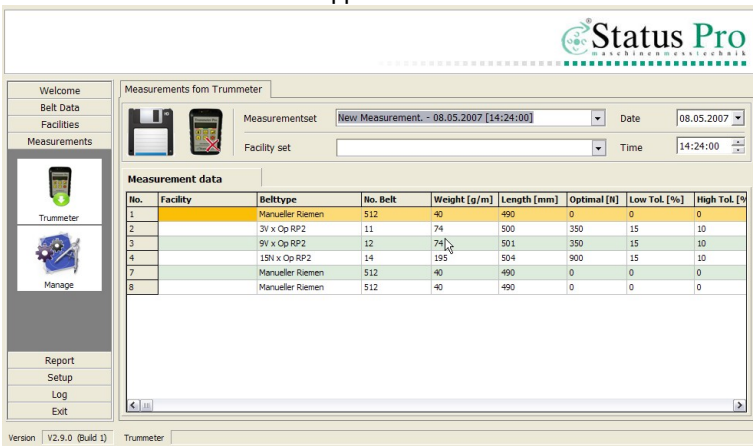 Status Pro
maschinenmesstechnik
Welcome
Belt Data
Facilities
Measurements
Trummeter
Manage
Report
Setup
Log
Exit
Measurements fom Trummeter
Measurementset New Measurement. - 08.05.2007 [14:24:00] Date 08.05.2007
Facility set Time 14:24:00
Measurement data
No. Facility Belttype No. Belt Weight [g/m] Length [mm] Optimal [N] Low Tol. [%] High Tol. [%
1 Manueller Riemen 512 40 490 0 0 0
2 3V x Op RP2 11 74 500 350 15 10
3 9V x Op RP2 12 74 501 350 15 10
4 15N x Op RP2 14 195 504 900 15 10
7 Manueller Riemen 512 40 490 0 0 0
8 Manueller Riemen 512 40 490 0 0 0
Version V2.9.0 (Build 1) Trummeter